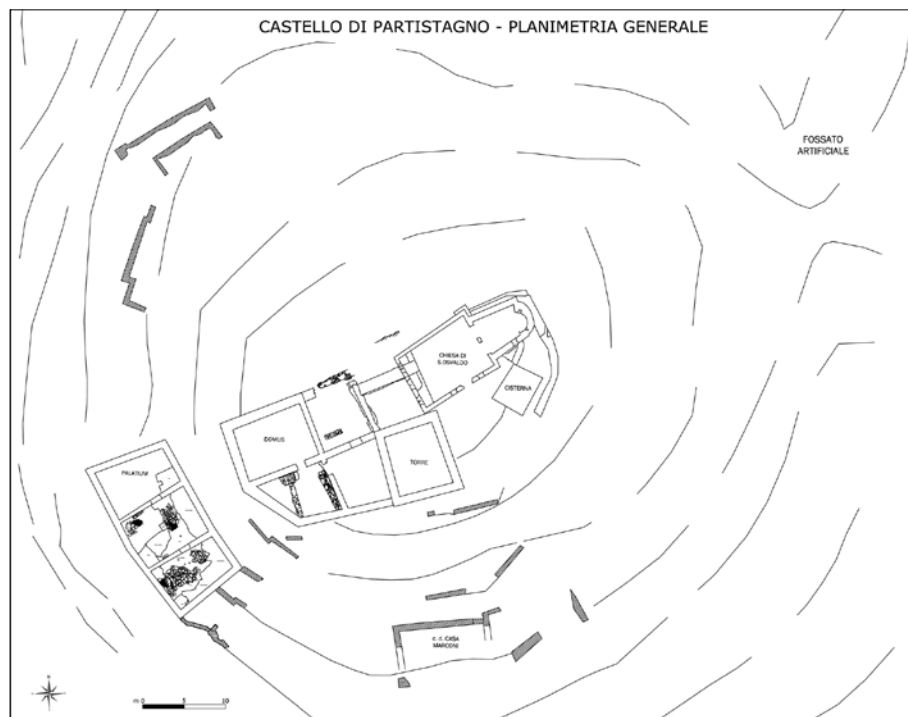 CASTELLO DI PARTISTAGNO - PLANIMETRIA GENERALE
FOSSATO
ARTIFICIALE
CHIESA DI
S.OSVALDO
CISTERNA
DOMUS
TORRE
PALATIUM
c. d. CASA
MARCONI
m 0 5 10